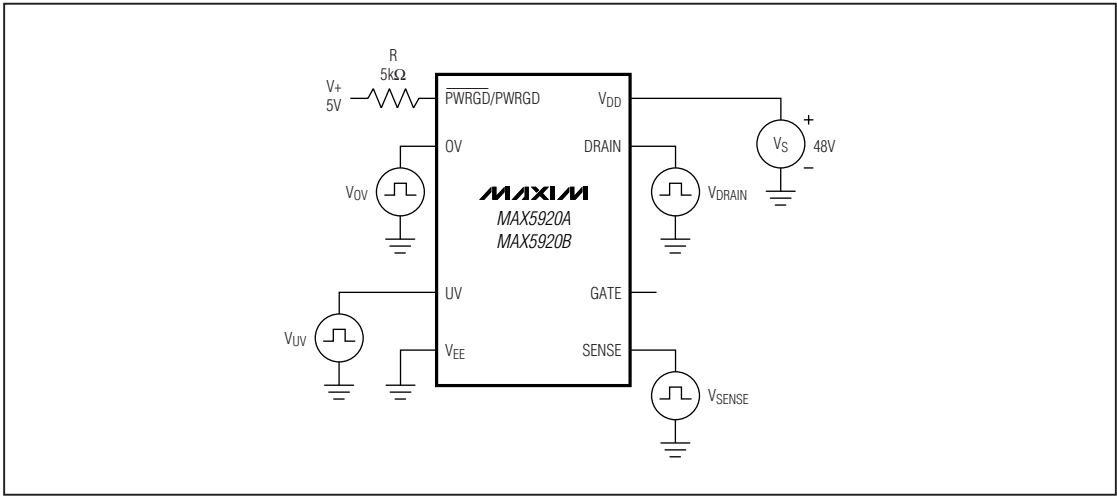 R
5kΩ
V+
5V
PWRGD/PWRGD
VDD
+
VS
48V
−
OV
DRAIN
VOV
VDRAIN
MAXIM
MAX5920A
MAX5920B
UV
GATE
VUV
VEE
SENSE
VSENSE